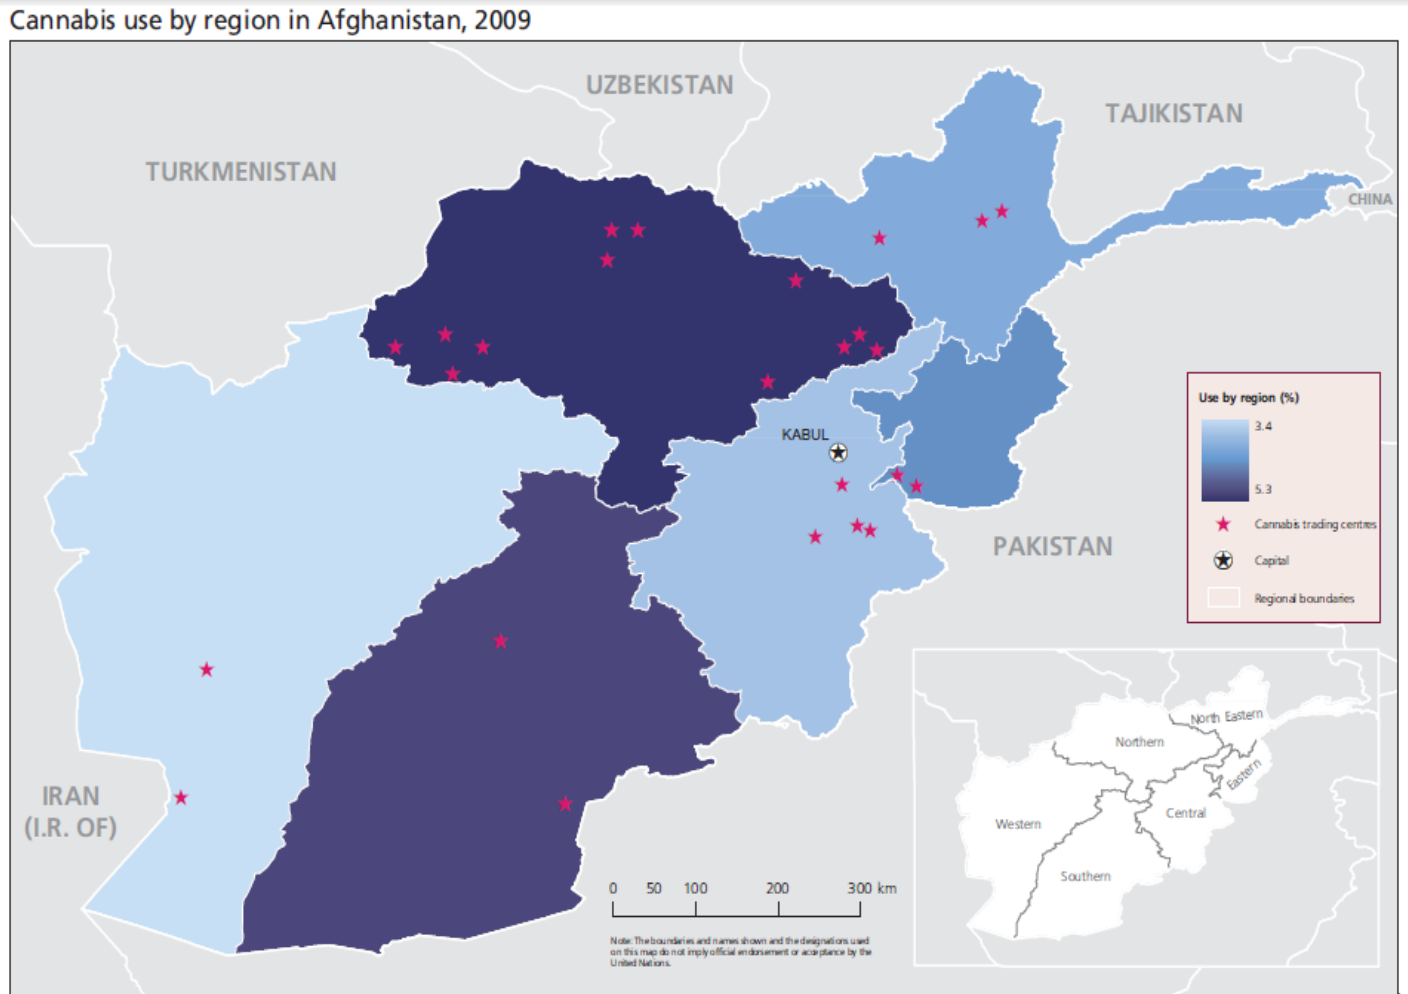 Cannabis use by region in Afghanistan, 2009
UZBEKISTAN
TAJIKISTAN
TURKMENISTAN
CHINA
KABUL
Use by region (%)
3.4
5.3
Cannabis trading centres
Capital
Regional boundaries
PAKISTAN
IRAN
(I.R. OF)
North Eastern
Northern
Eastern
Central
Western
Southern
0 50 100 200 300 km
Note: The boundaries and names shown and the designations used
on this map do not imply official endorsement or acceptance by the
United Nations.